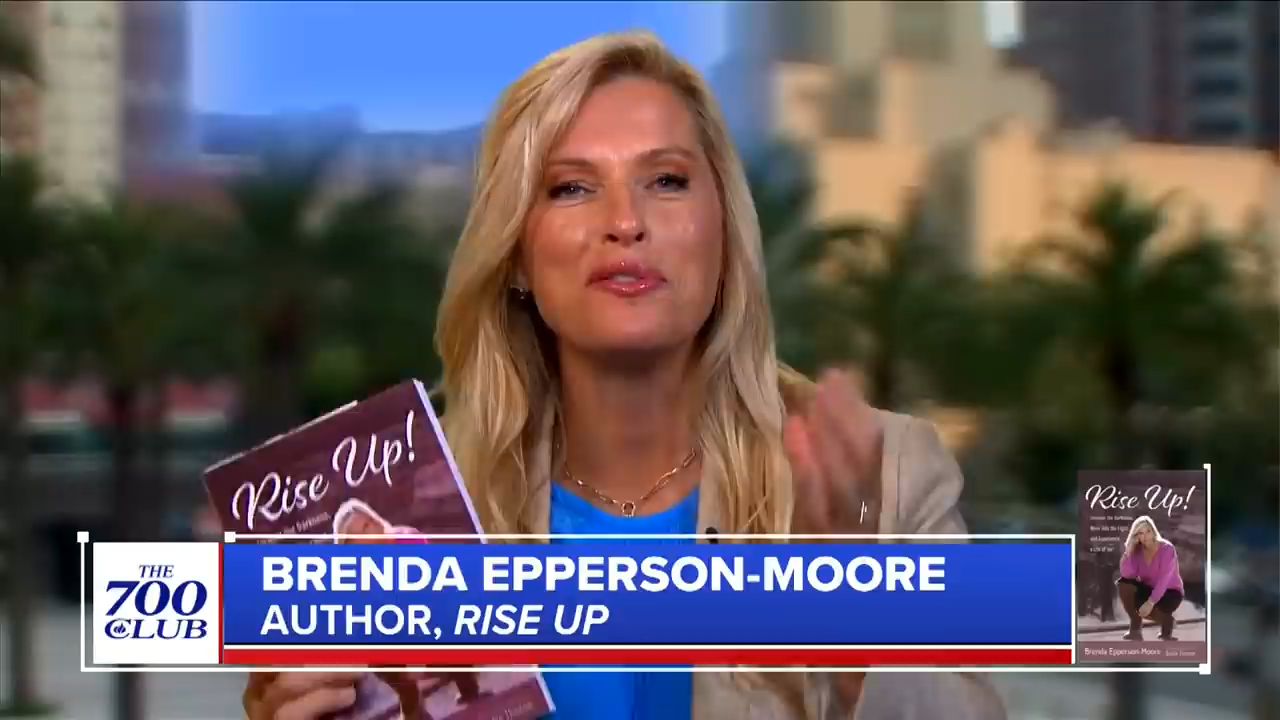 Rise Up!
THE
700
CLUB
BRENDA EPPERSON-MOORE
AUTHOR, RISE UP
Rise Up!
Brenda Epperson-Moore